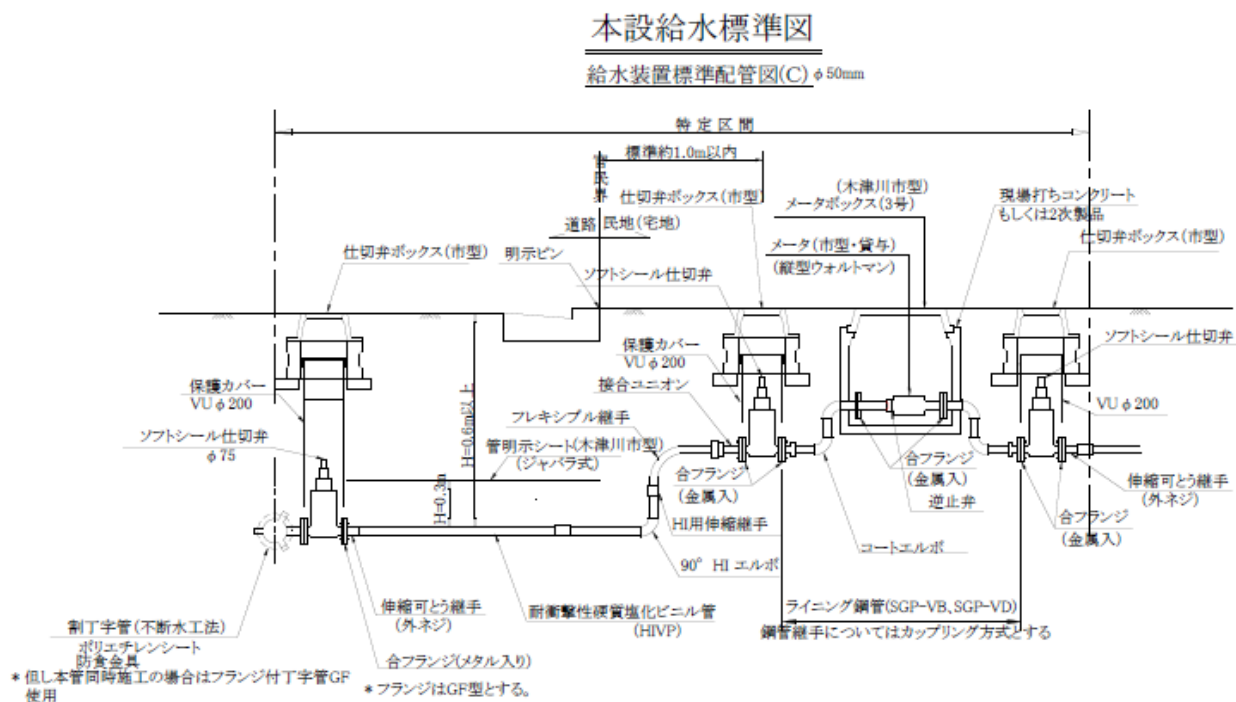 本設給水標準図
給水装置標準配管図(C) φ50mm
特定区間
標準約1.0m以内
官民界
道路 民地(宅地)
仕切弁ボックス(市型)
明示ピン
仕切弁ボックス(市型)
ソフトシール仕切弁
(木津川市型)
メータボックス(3号)
メータ(市型・貸与)
(縦型ウォルトマン)
現場打ちコンクリート
もしくは2次製品
仕切弁ボックス(市型)
ソフトシール仕切弁
保護カバー
VUφ200
ソフトシール仕切弁
φ75
H=0.6m以上
H=0.3m
保護カバー
VUφ200
接合ユニオン
フレキシブル継手
管明示シート(木津川市型)
(ジャバラ式)
合フランジ
(金属入)
HI用伸縮継手
90° HI エルボ
合フランジ
(金属入)
逆止弁
コートエルボ
VUφ200
伸縮可とう継手
(外ネジ)
合フランジ
(金属入)
ライニング鋼管(SGP-VB、SGP-VD)
鋼管継手についてはカップリング方式とする
伸縮可とう継手
(外ネジ)
耐衝撃性硬質塩化ビニル管
(HIVP)
割丁字管(不断水工法)
ポリエチレンシート
防食金具
*但し本管同時施工の場合はフランジ付丁字管GF
使用
合フランジ(メタル入り)
*フランジはGF型とする。